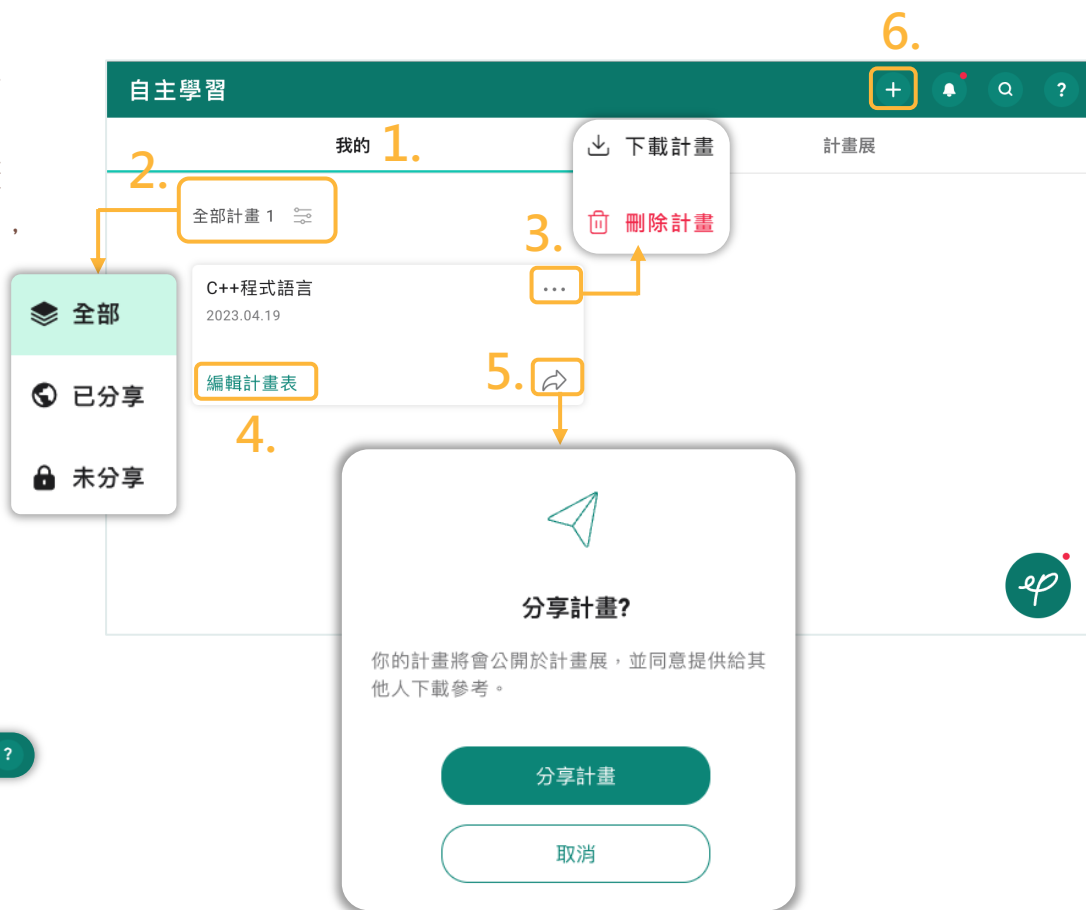 6.
自主學習
?
我的
1.
計畫展
2.
全部計畫 1
下載計畫
刪除計畫
3.
,
C++程式語言
...
2023.04.19
編輯計畫表
4.
5.
全部
已分享
未分享
分享計畫?
你的計畫將會公開於計畫展，並同意提供給其
他人下載參考。
分享計畫
取消
ep
?